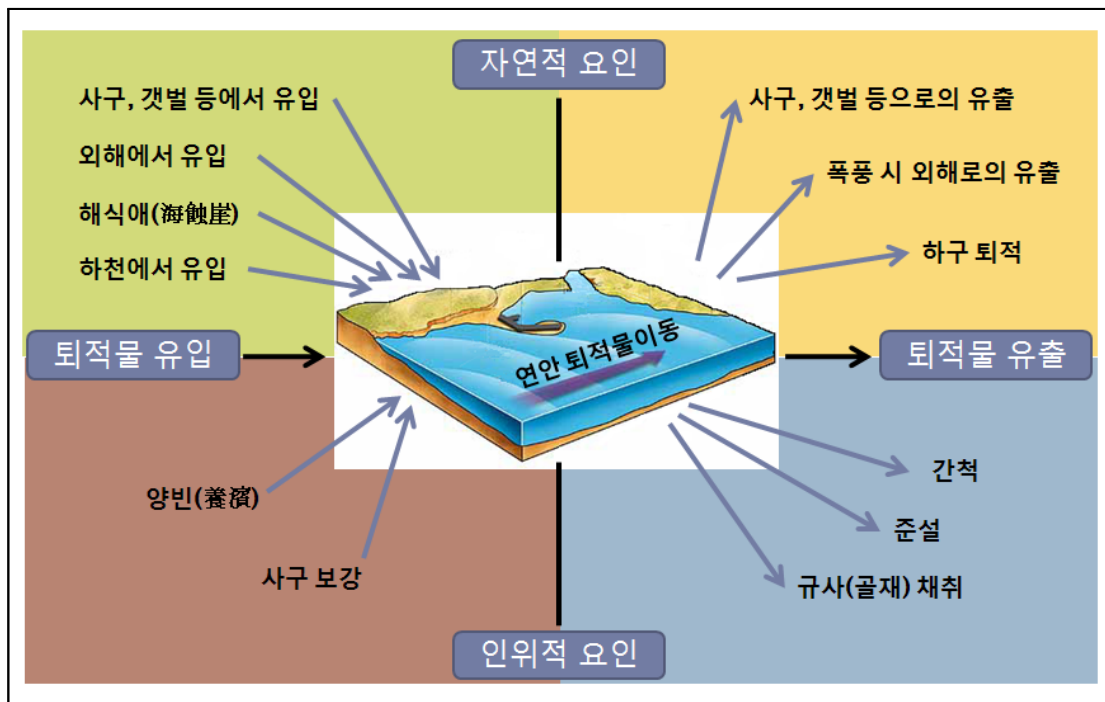 자연적 요인
사구, 갯벌 등에서 유입
외해에서 유입
해식애(海蝕崖)
하천에서 유입
사구, 갯벌 등으로의 유출
폭풍 시 외해로의 유출
하구 퇴적
퇴적물 유입
연안 퇴적물이동
퇴적물 유출
양빈(養濱)
사구 보강
간척
준설
규사(골재) 채취
인위적 요인